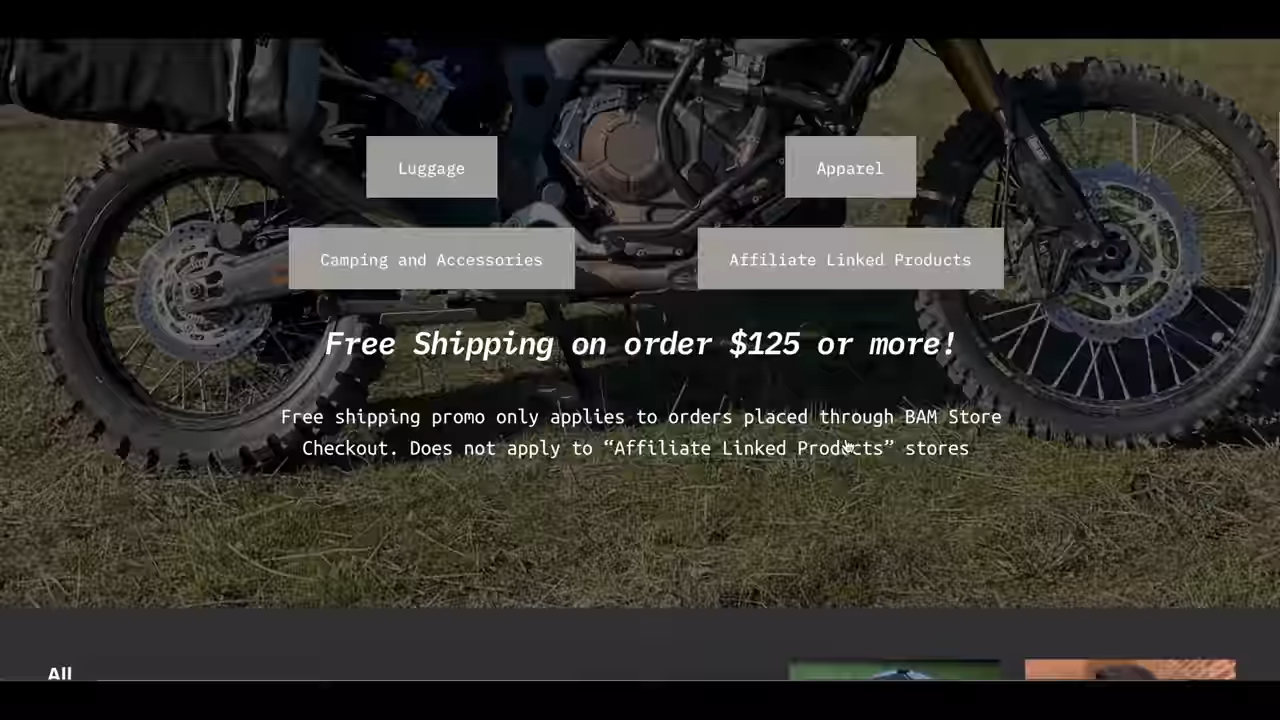 Luggage
Apparel
Camping and Accessories
Affiliate Linked Products
Free Shipping on order $125 or more!
Free shipping promo only applies to orders placed through BAM Store
Checkout. Does not apply to “Affiliate Linked Products” stores
All